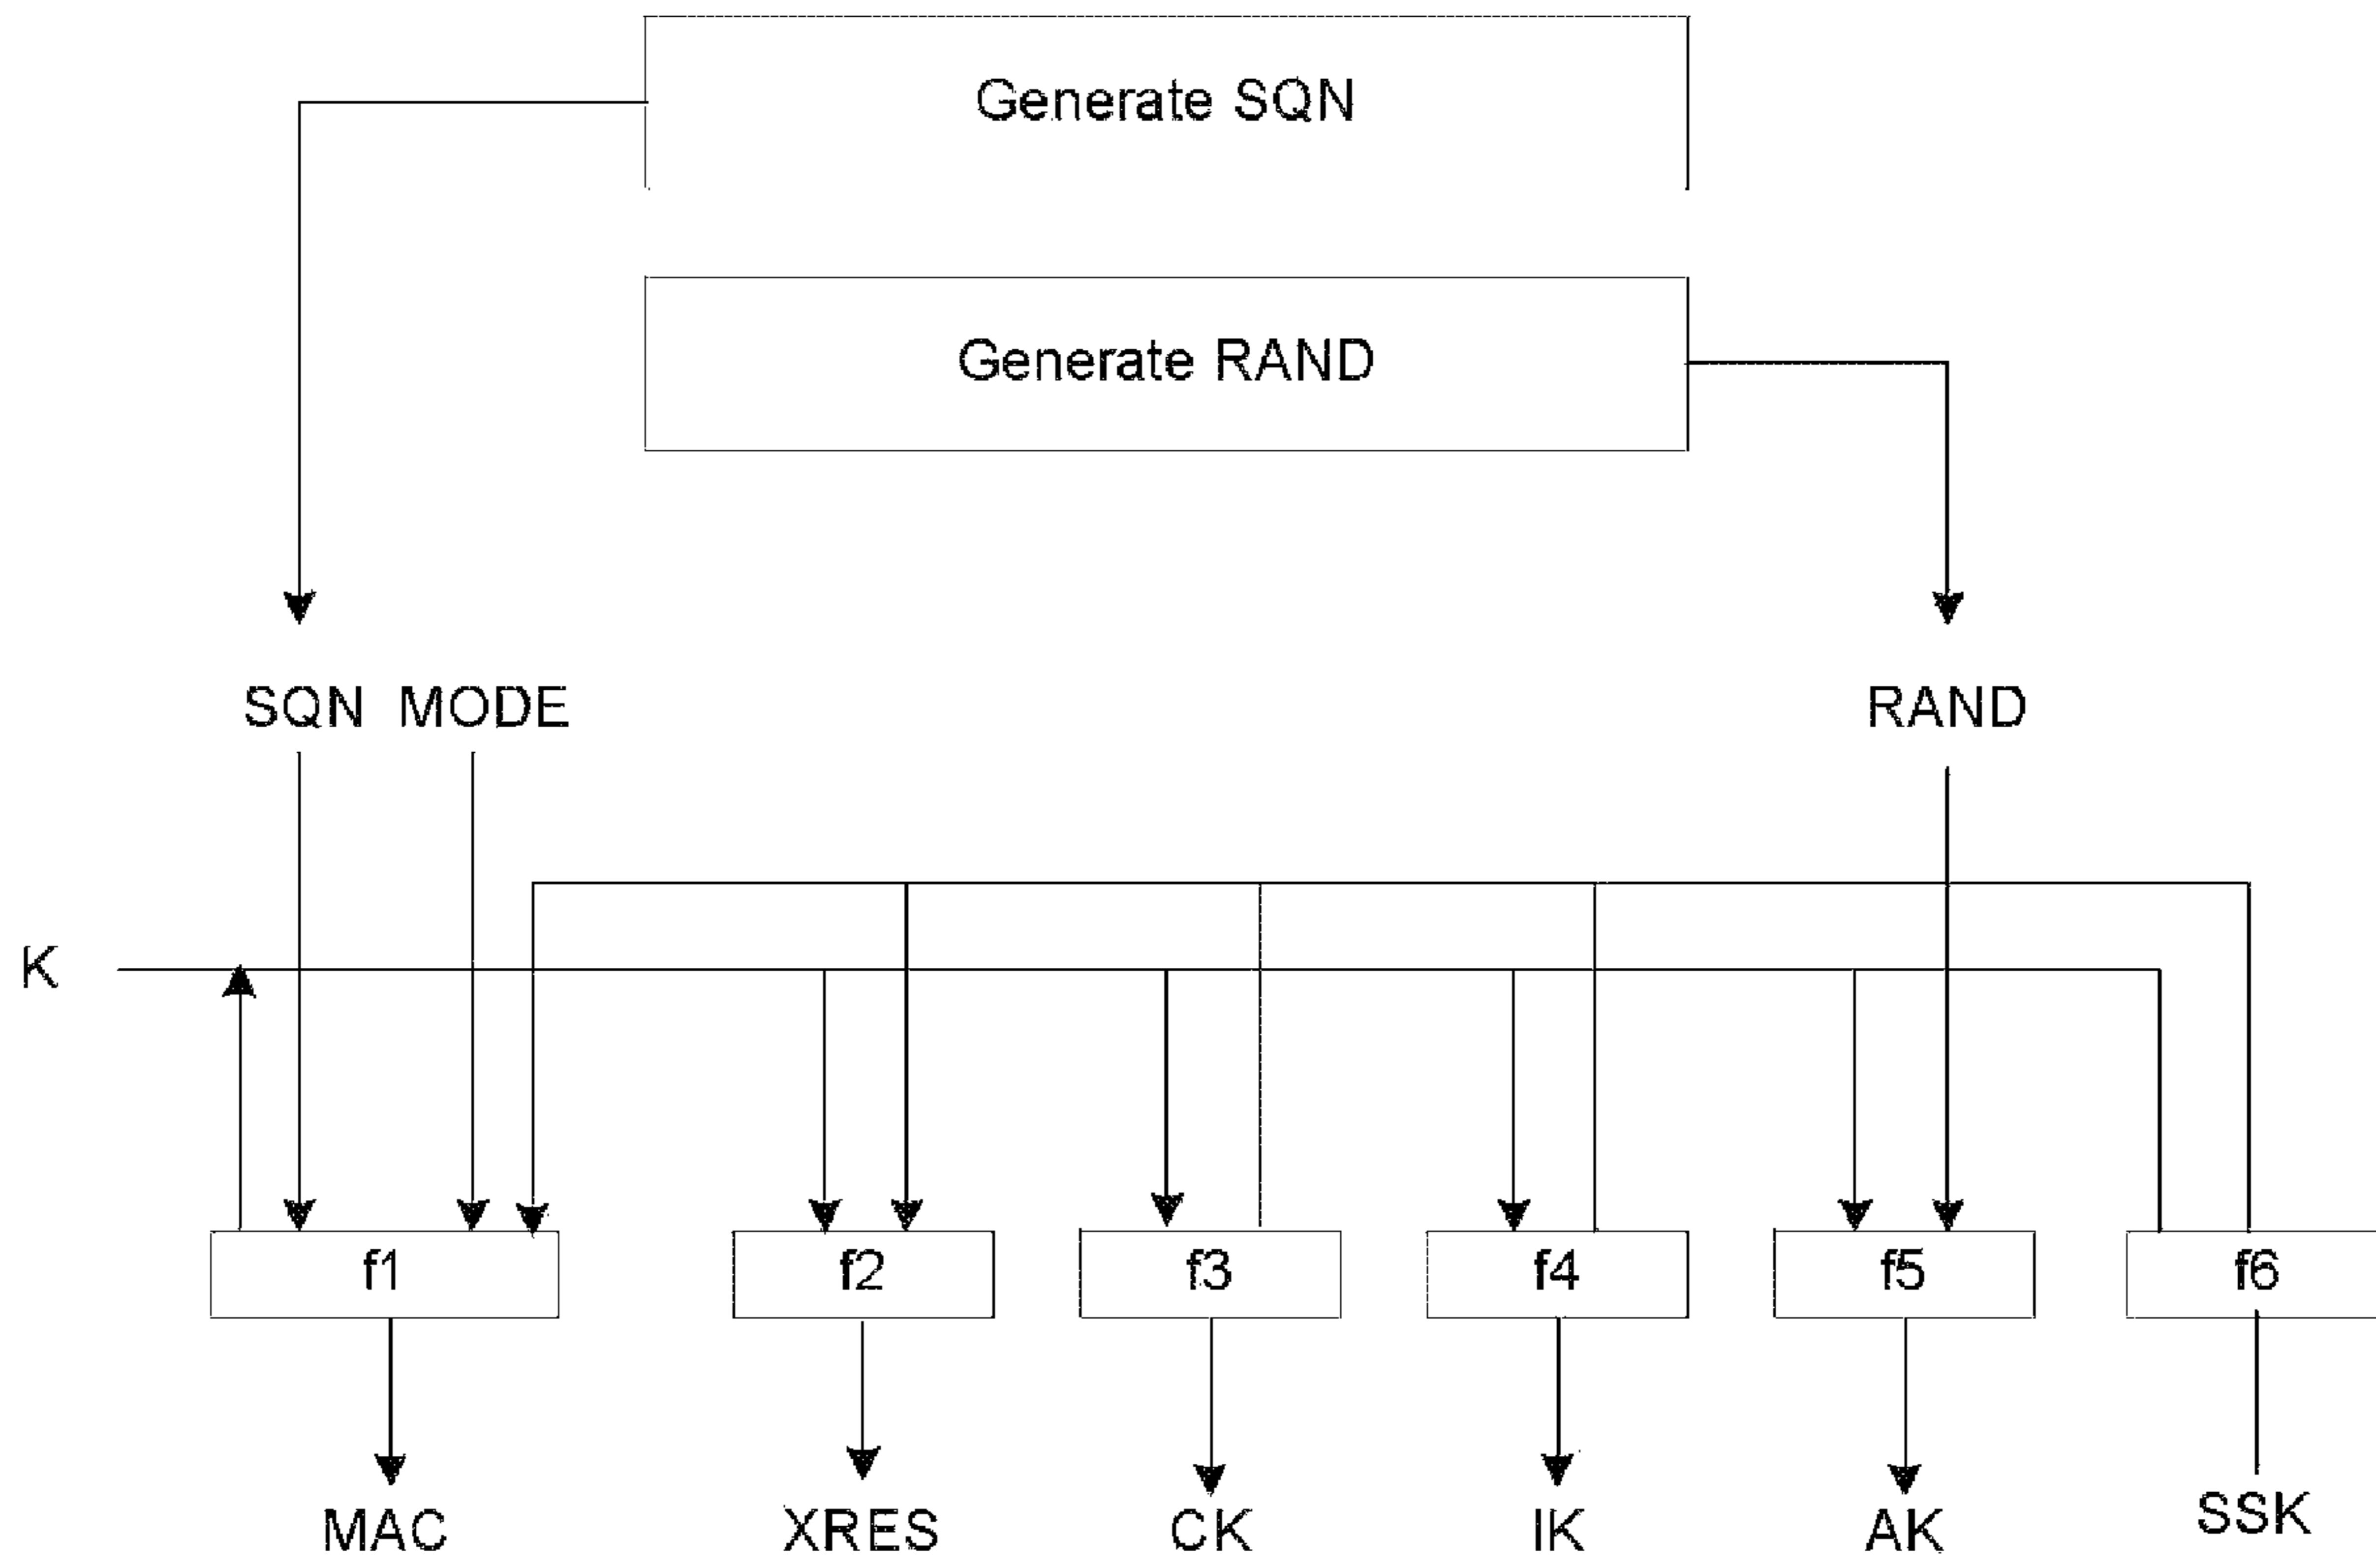 Generate SQN
Generate RAND
SQN MODE RAND
K
f1 f2 f3 f4 f5 f6
MAC XRES CK IK AK SSK